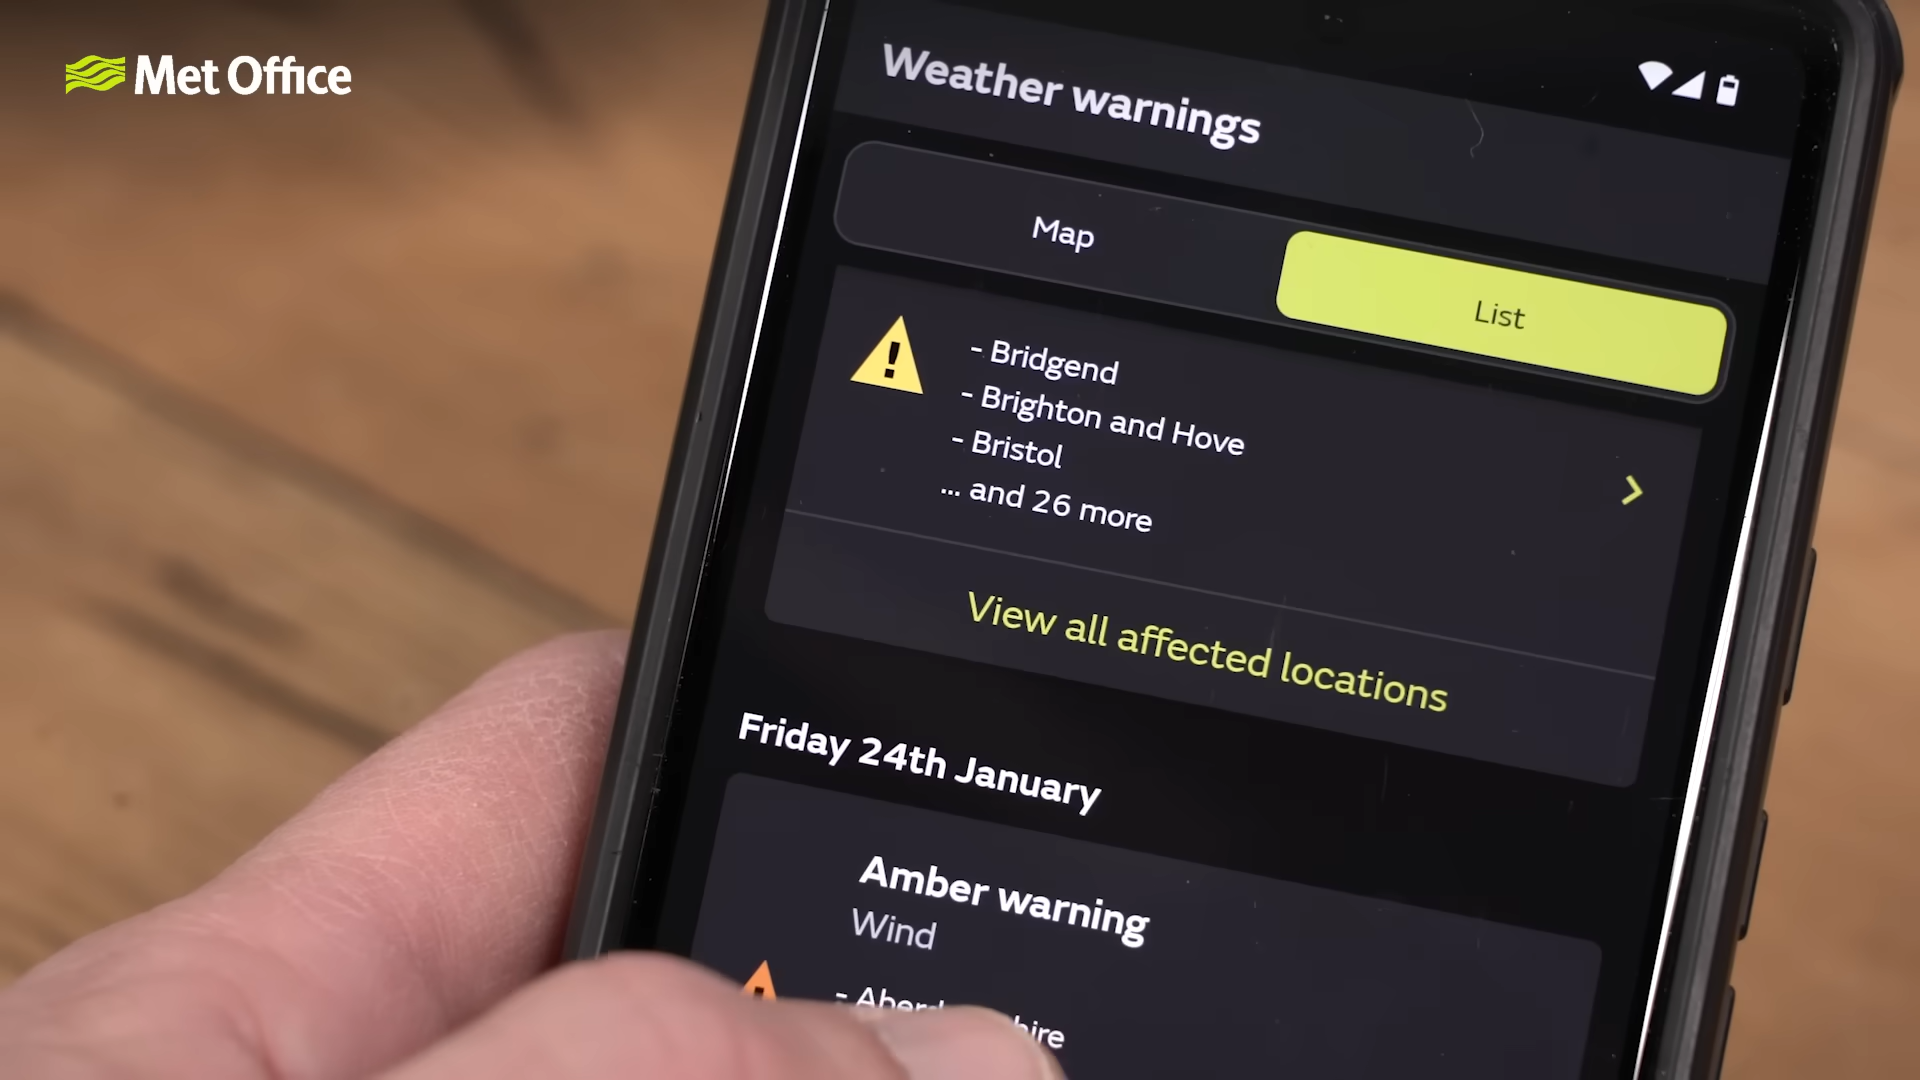 Met Office
Weather warnings
Map
List
- Bridgend
- Brighton and Hove
- Bristol
... and 26 more
View all affected locations
Friday 24th January
Amber warning
Wind